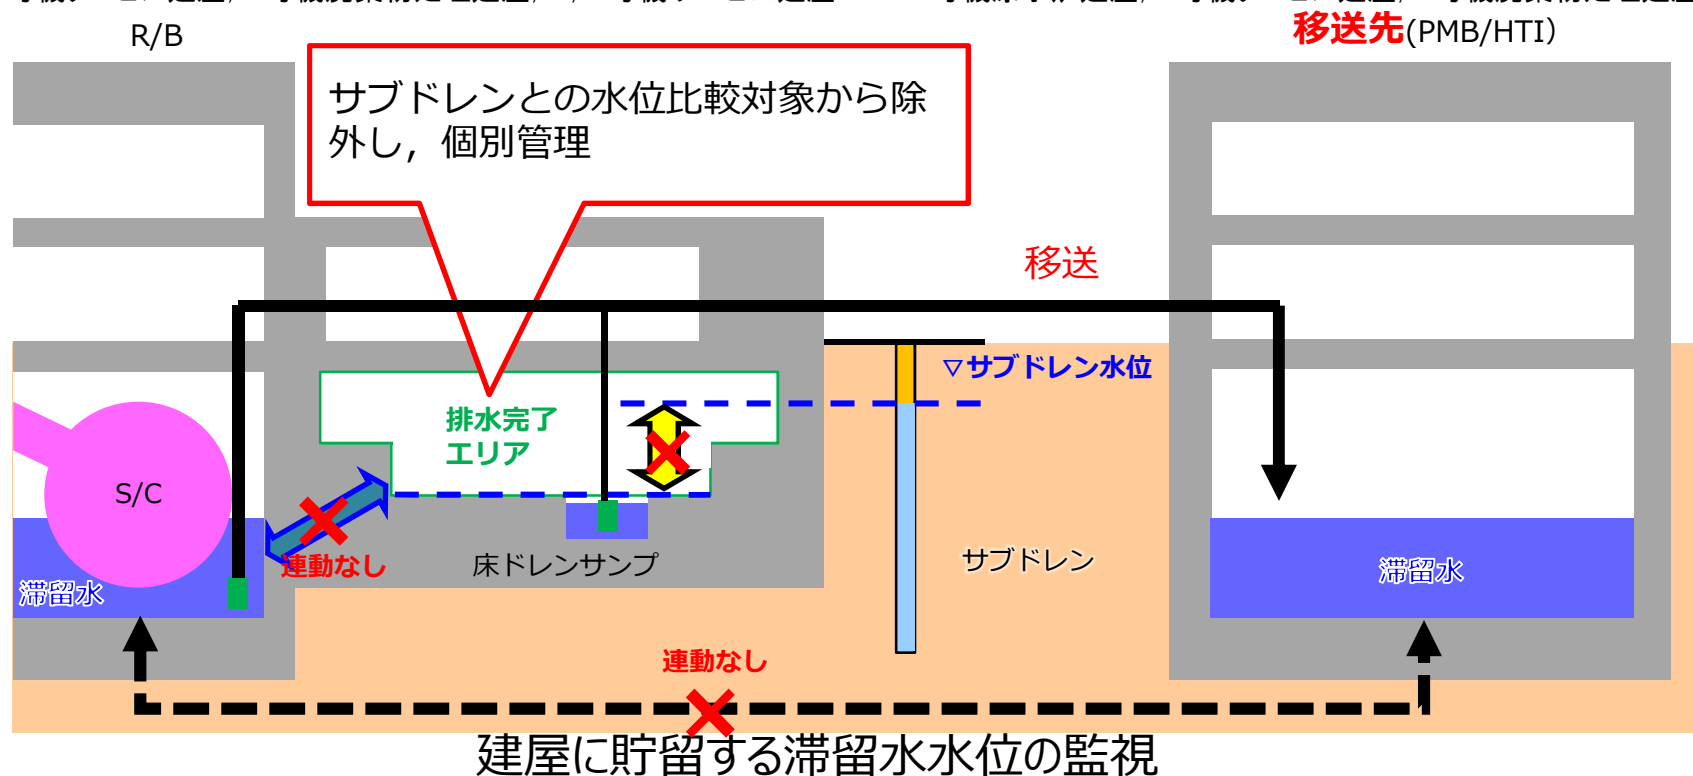 R/B
移送先(PMB/HTI)
サブドレンとの水位比較対象から除
外し，個別管理
移送
▽サブドレン水位
排水完了
エリア
S/C
連動なし
床ドレンサンプ
サブドレン
滞留水
滞留水
連動なし
建屋に貯留する滞留水水位の監視